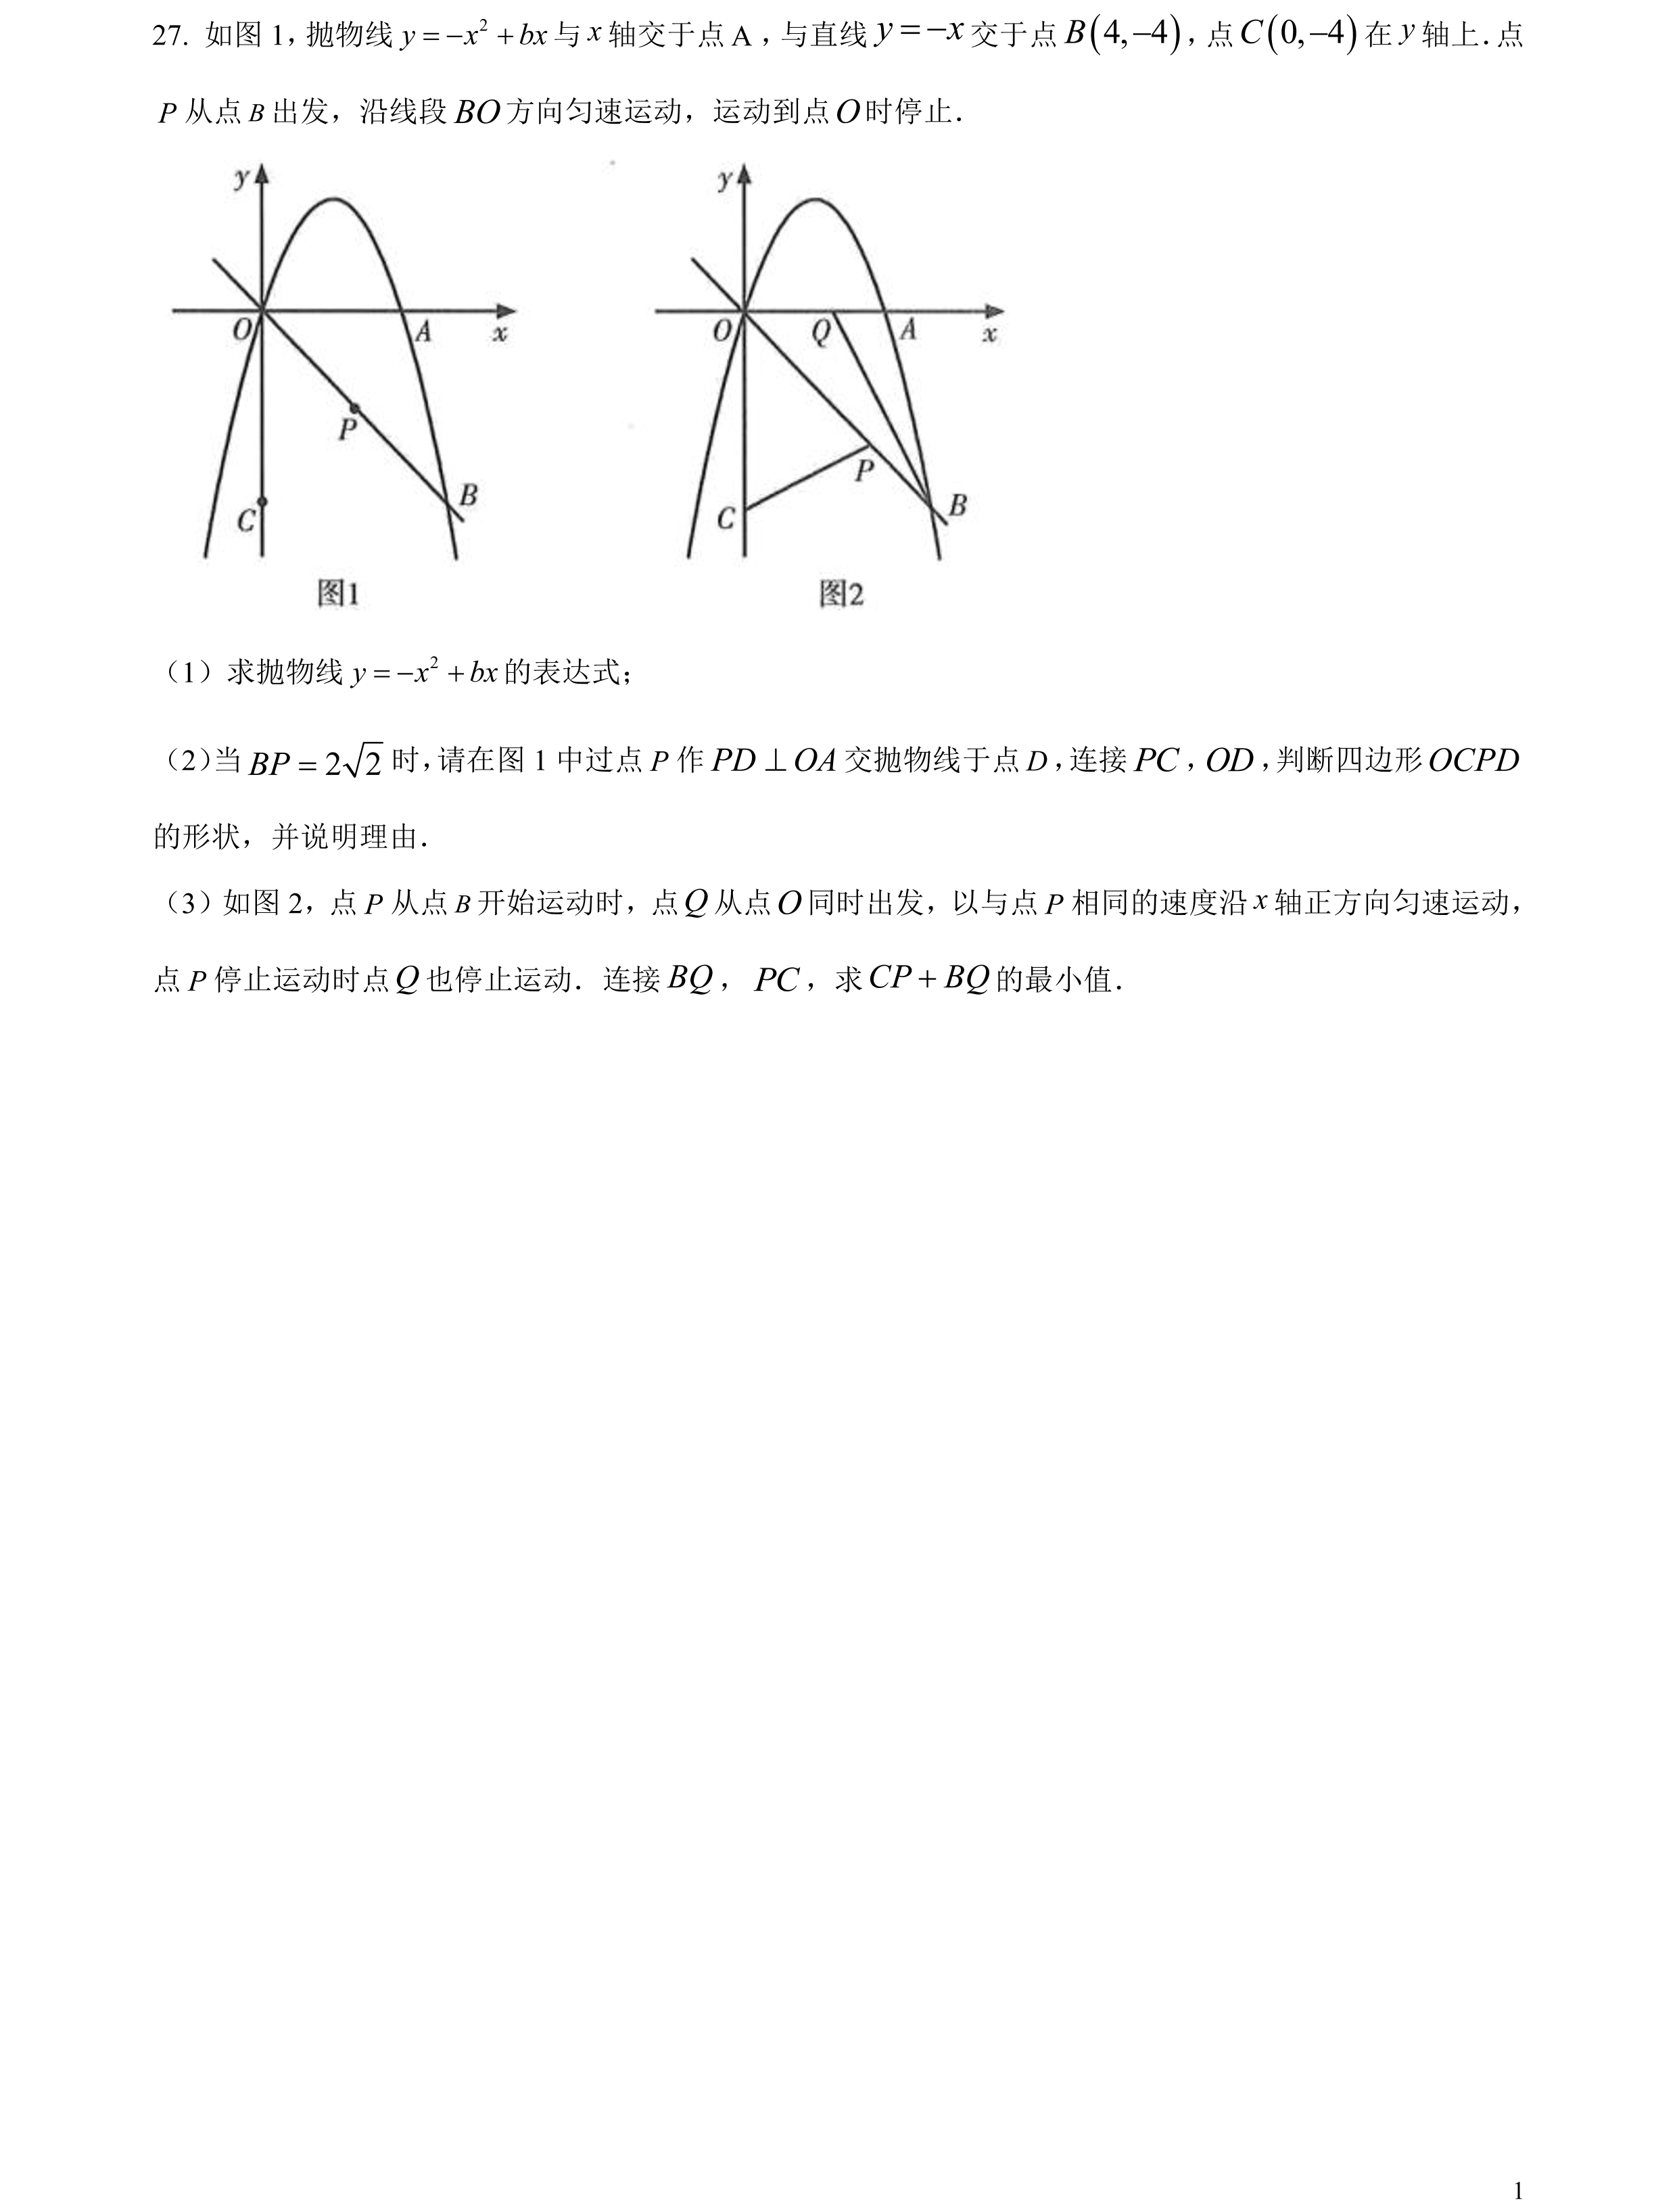 27. 如图 1，抛物线 y = −x² + bx 与 x 轴交于点 A，与直线 y = −x 交于点 B(4,−4)，点 C(0,−4) 在 y 轴上．点
P 从点 B 出发，沿线段 BO 方向匀速运动，运动到点 O 时停止．
y
O
A
x
P
C
B
图1
y
O
Q
A
x
P
C
B
图2
（1）求抛物线 y = −x² + bx 的表达式；
（2）当 BP = 2√2 时，请在图 1 中过点 P 作 PD ⊥ OA 交抛物线于点 D，连接 PC，OD，判断四边形 OCPD
的形状，并说明理由．
（3）如图 2，点 P 从点 B 开始运动时，点 Q 从点 O 同时出发，以与点 P 相同的速度沿 x 轴正方向匀速运动，
点 P 停止运动时点 Q 也停止运动．连接 BQ，PC，求 CP + BQ 的最小值．
1